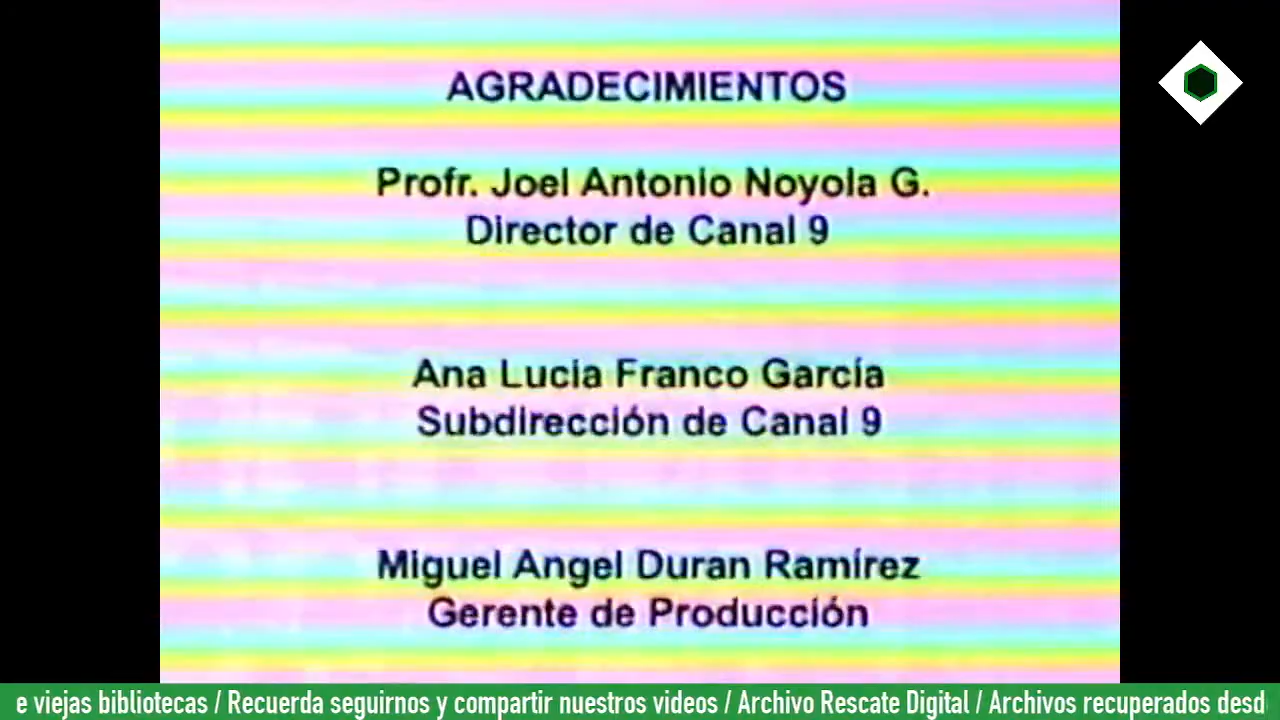 AGRADECIMIENTOS
Profr. Joel Antonio Noyola G.
Director de Canal 9
Ana Lucia Franco García
Subdirección de Canal 9
Miguel Angel Duran Ramírez
Gerente de Producción
e viejas bibliotecas / Recuerda seguirnos y compartir nuestros videos / Archivo Rescate Digital / Archivos recuperados desd